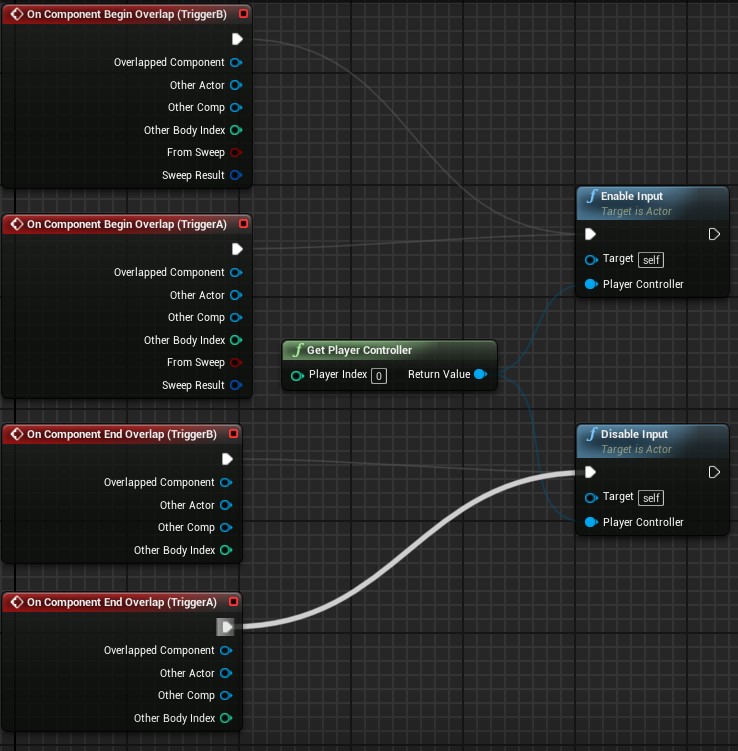 On Component Begin Overlap (TriggerB)
Overlapped Component
Other Actor
Other Comp
Other Body Index
From Sweep
Sweep Result
Enable Input
Target is Actor
Target self
Player Controller
On Component Begin Overlap (TriggerA)
Overlapped Component
Other Actor
Other Comp
Other Body Index
From Sweep
Sweep Result
Get Player Controller
Player Index 0 Return Value
On Component End Overlap (TriggerB)
Overlapped Component
Other Actor
Other Comp
Other Body Index
Disable Input
Target is Actor
Target self
Player Controller
On Component End Overlap (TriggerA)
Overlapped Component
Other Actor
Other Comp
Other Body Index